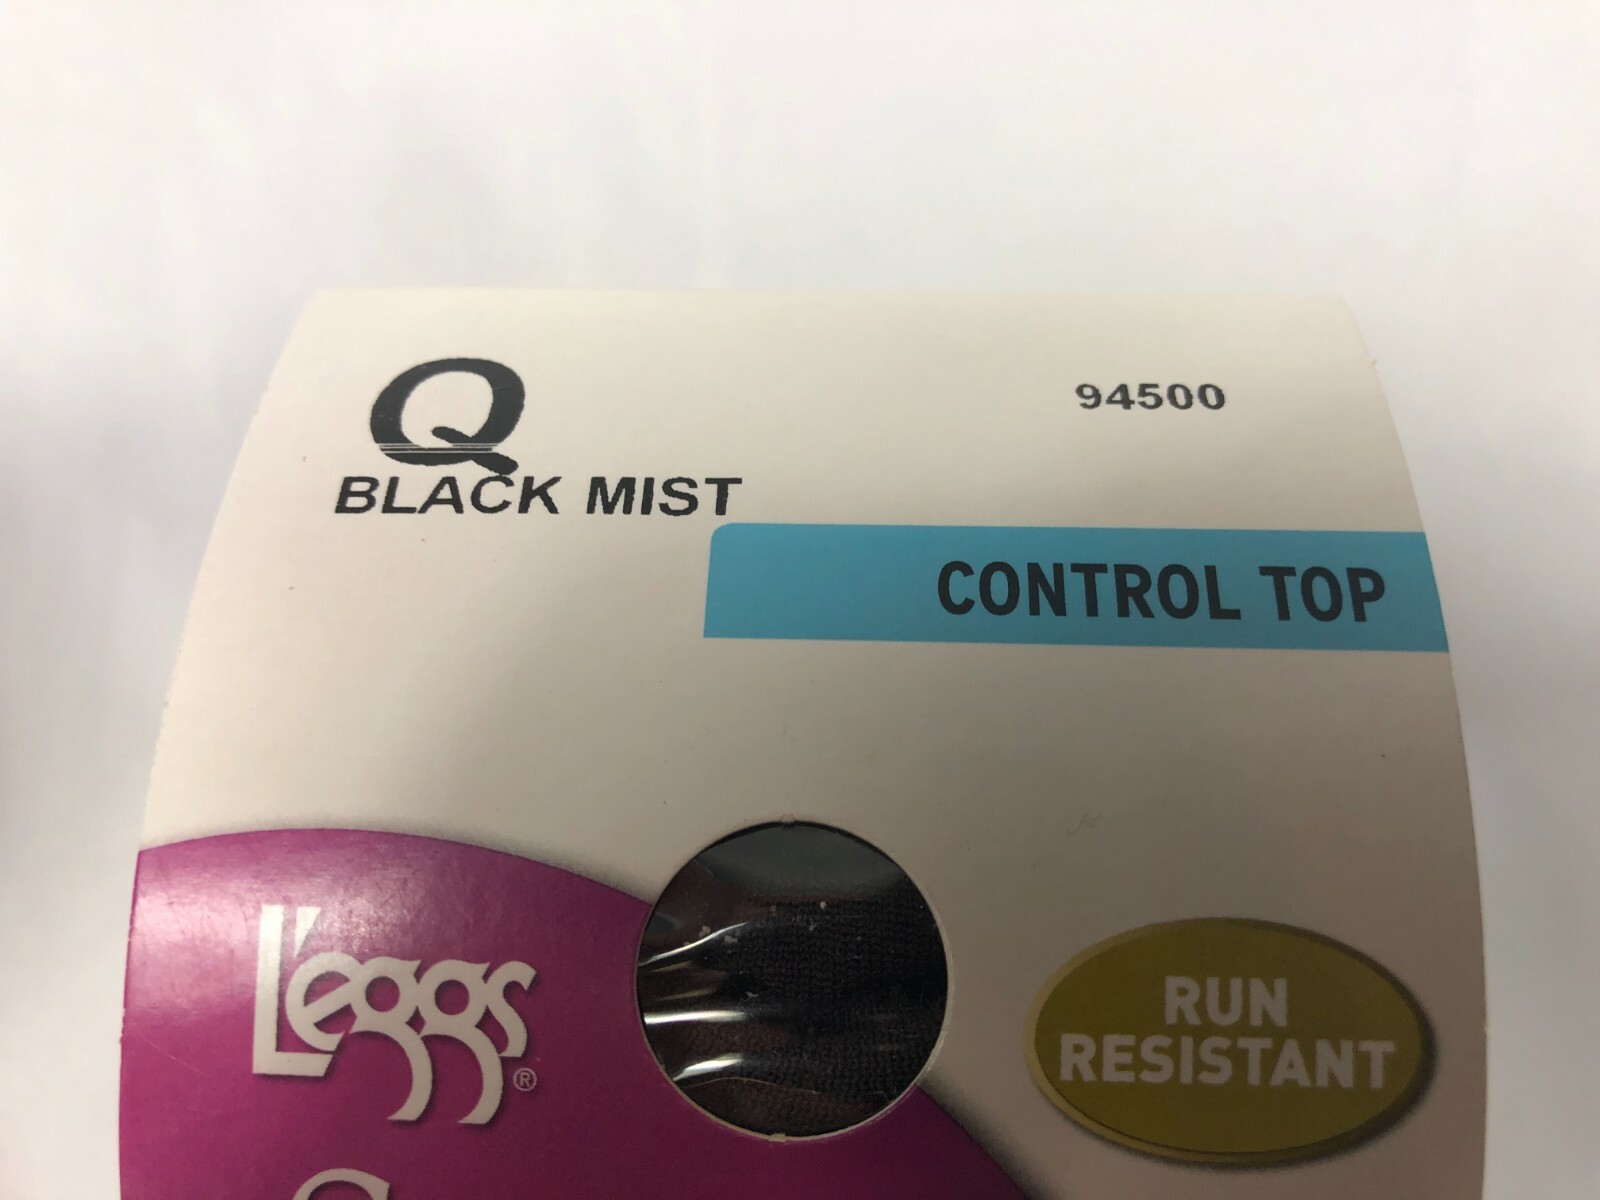 Q
94500
BLACK MIST
CONTROL TOP
L'eggs®
RUN
RESISTANT